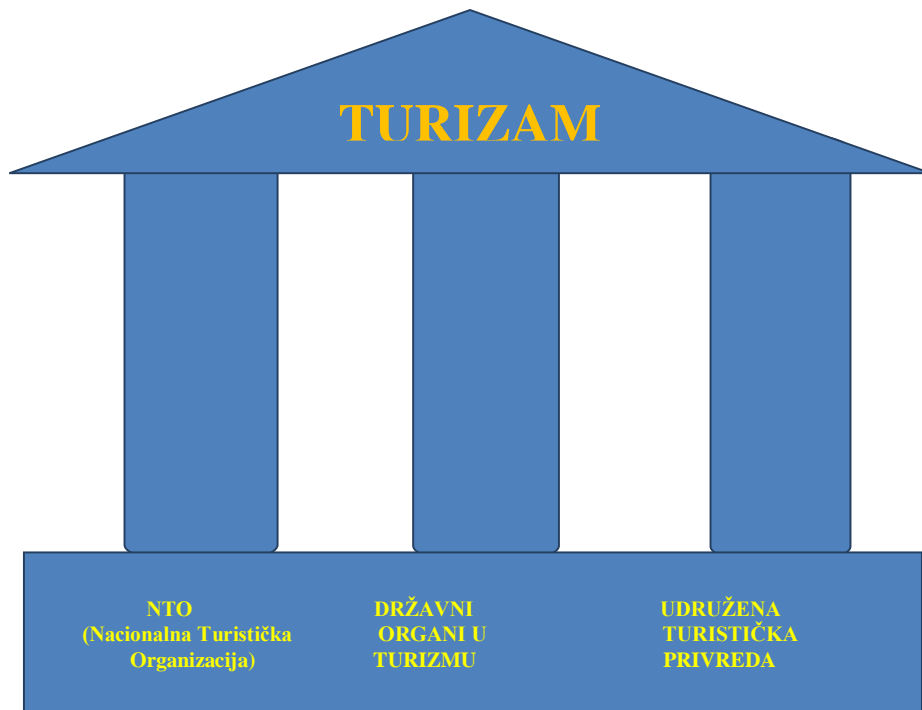 TURIZAM
NTO
(Nacionalna Turistička
Organizacija)
DRŽAVNI
ORGANI U
TURIZMU
UDRUŽENA
TURISTIČKA
PRIVREDA